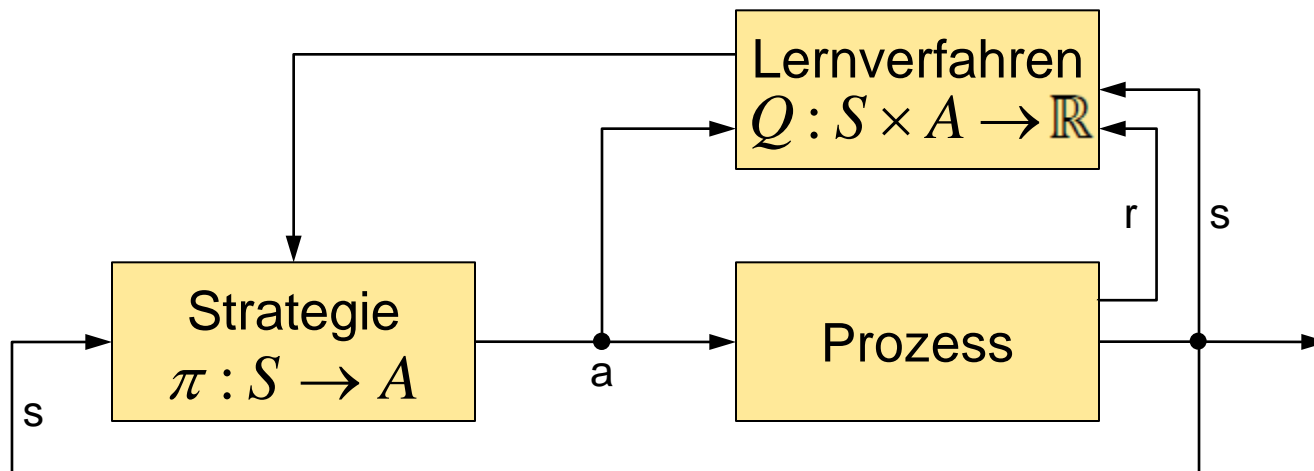 Lernverfahren
Q : S × A → ℝ
r
s
Strategie
π : S → A
a
Prozess
s